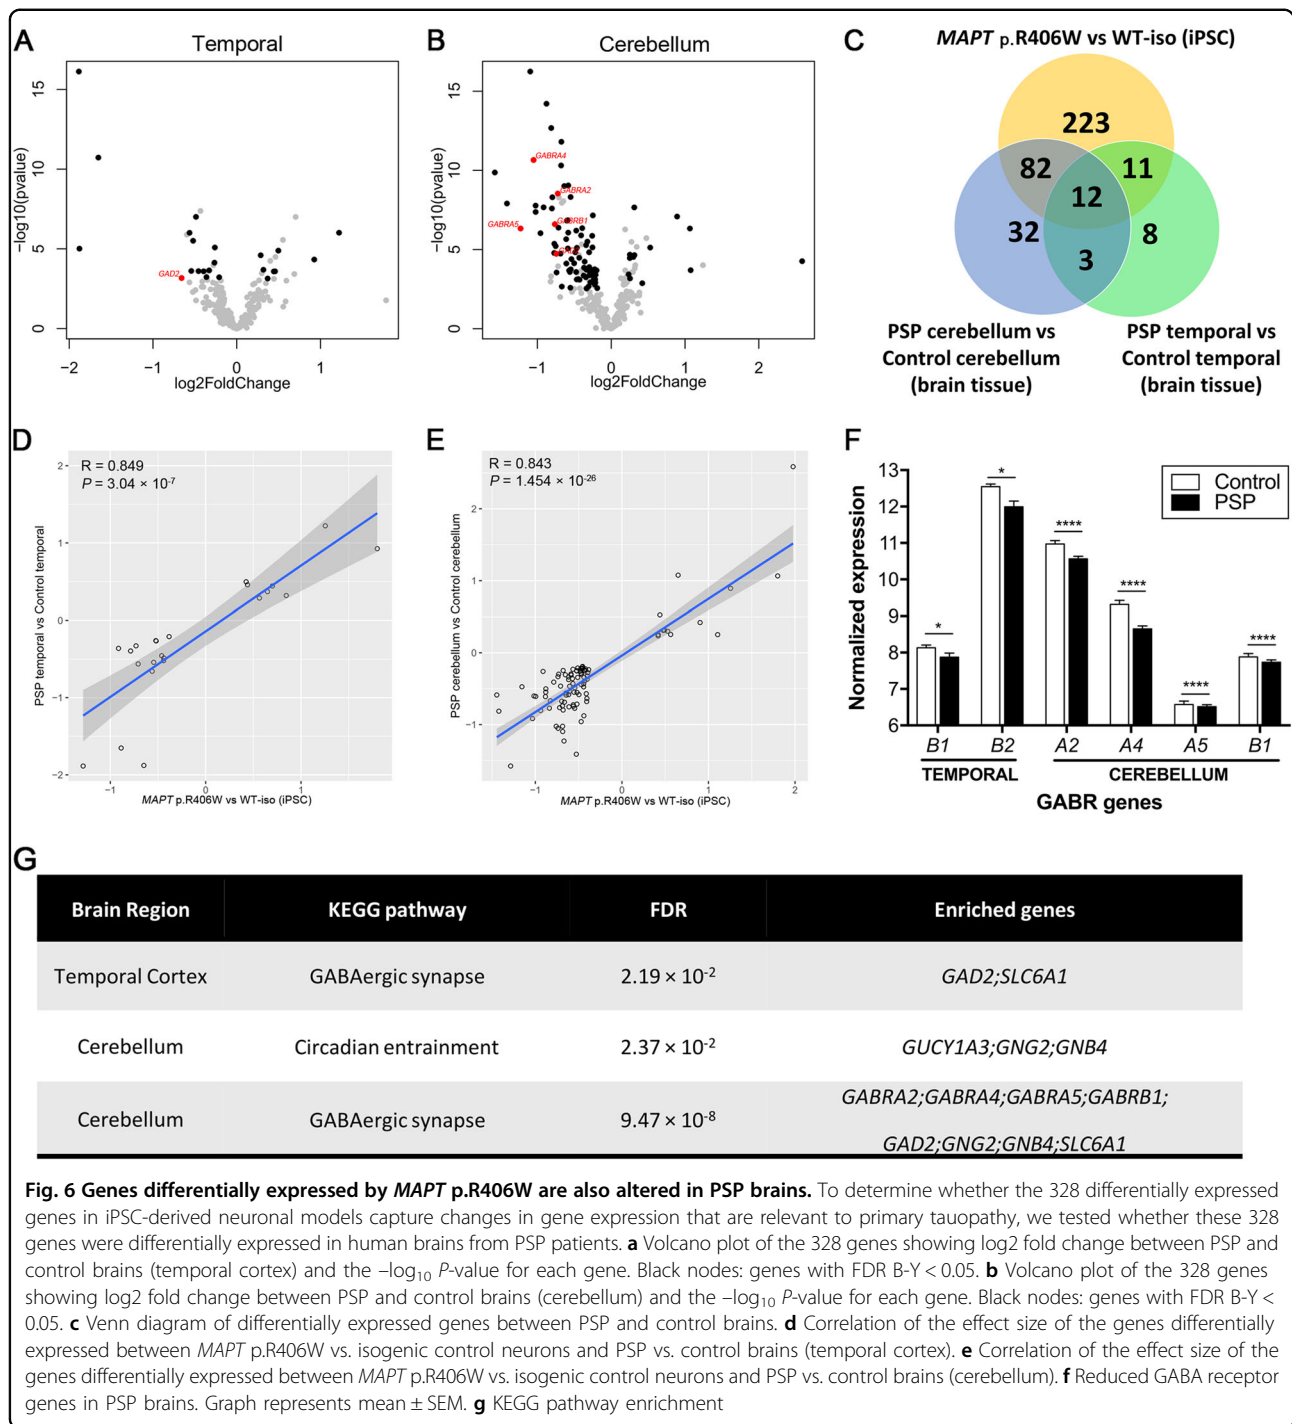 A
Temporal
−log10(pvalue)
15
10
5
0
GAD2
−2
−1
0
1
log2FoldChange
B
Cerebellum
−log10(pvalue)
15
10
5
0
GABRA4
GABRA2
GABRA5
GABRB1
−1
0
1
2
log2FoldChange
C
MAPT p.R406W vs WT-iso (iPSC)
223
82
11
12
32
8
3
PSP cerebellum vs
Control cerebellum
(brain tissue)
PSP temporal vs
Control temporal
(brain tissue)
D
R = 0.849
P = 3.04 × 10-7
PSP temporal vs Control temporal
2
1
0
−1
−2
−1
0
1
MAPT p.R406W vs WT-iso (iPSC)
E
R = 0.843
P = 1.454 × 10-26
PSP cerebellum vs Control cerebellum
2
1
0
−1
−1
0
1
2
MAPT p.R406W vs WT-iso (iPSC)
F
Control
PSP
Normalized expression
13
12
11
10
9
8
7
6
*
*
****
****
****
****
B1 B2 A2 A4 A5 B1
TEMPORAL CEREBELLUM
GABR genes
G
Brain Region KEGG pathway FDR Enriched genes
Temporal Cortex GABAergic synapse 2.19 × 10-2 GAD2;SLC6A1
Cerebellum Circadian entrainment 2.37 × 10-2 GUCY1A3;GNG2;GNB4
Cerebellum GABAergic synapse 9.47 × 10-8 GABRA2;GABRA4;GABRA5;GABRB1;
GAD2;GNG2;GNB4;SLC6A1
Fig. 6 Genes differentially expressed by MAPT p.R406W are also altered in PSP brains. To determine whether the 328 differentially expressed
genes in iPSC-derived neuronal models capture changes in gene expression that are relevant to primary tauopathy, we tested whether these 328
genes were differentially expressed in human brains from PSP patients. a Volcano plot of the 328 genes showing log2 fold change between PSP and
control brains (temporal cortex) and the –log10 P-value for each gene. Black nodes: genes with FDR B-Y < 0.05. b Volcano plot of the 328 genes
showing log2 fold change between PSP and control brains (cerebellum) and the –log10 P-value for each gene. Black nodes: genes with FDR B-Y <
0.05. c Venn diagram of differentially expressed genes between PSP and control brains. d Correlation of the effect size of the genes differentially
expressed between MAPT p.R406W vs. isogenic control neurons and PSP vs. control brains (temporal cortex). e Correlation of the effect size of the
genes differentially expressed between MAPT p.R406W vs. isogenic control neurons and PSP vs. control brains (cerebellum). f Reduced GABA receptor
genes in PSP brains. Graph represents mean ± SEM. g KEGG pathway enrichment